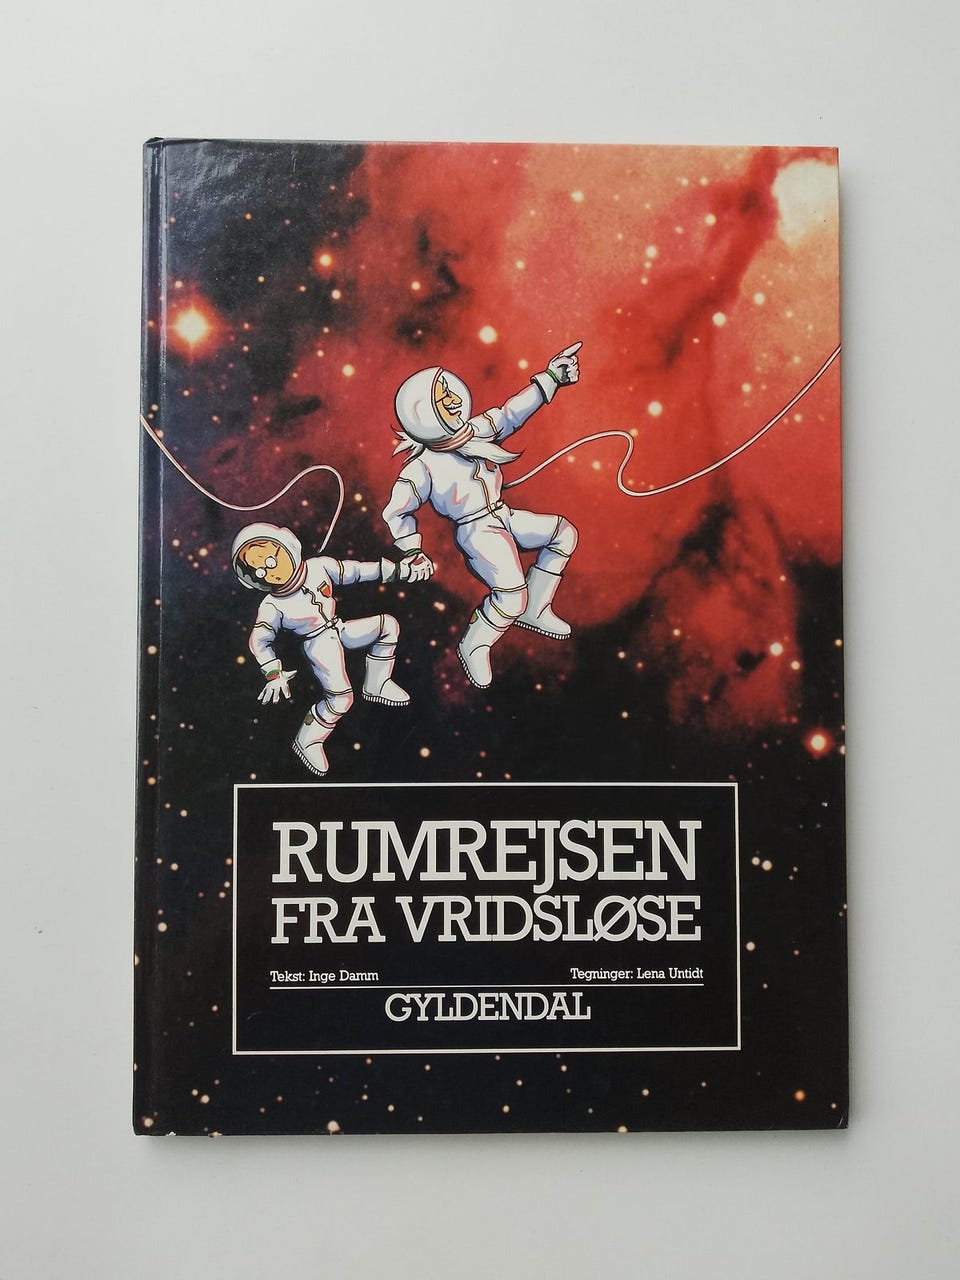 RUMREJSEN
FRA VRIDSLØSE
Tekst: Inge Damm Tegninger: Lena Untidt
GYLDENDAL